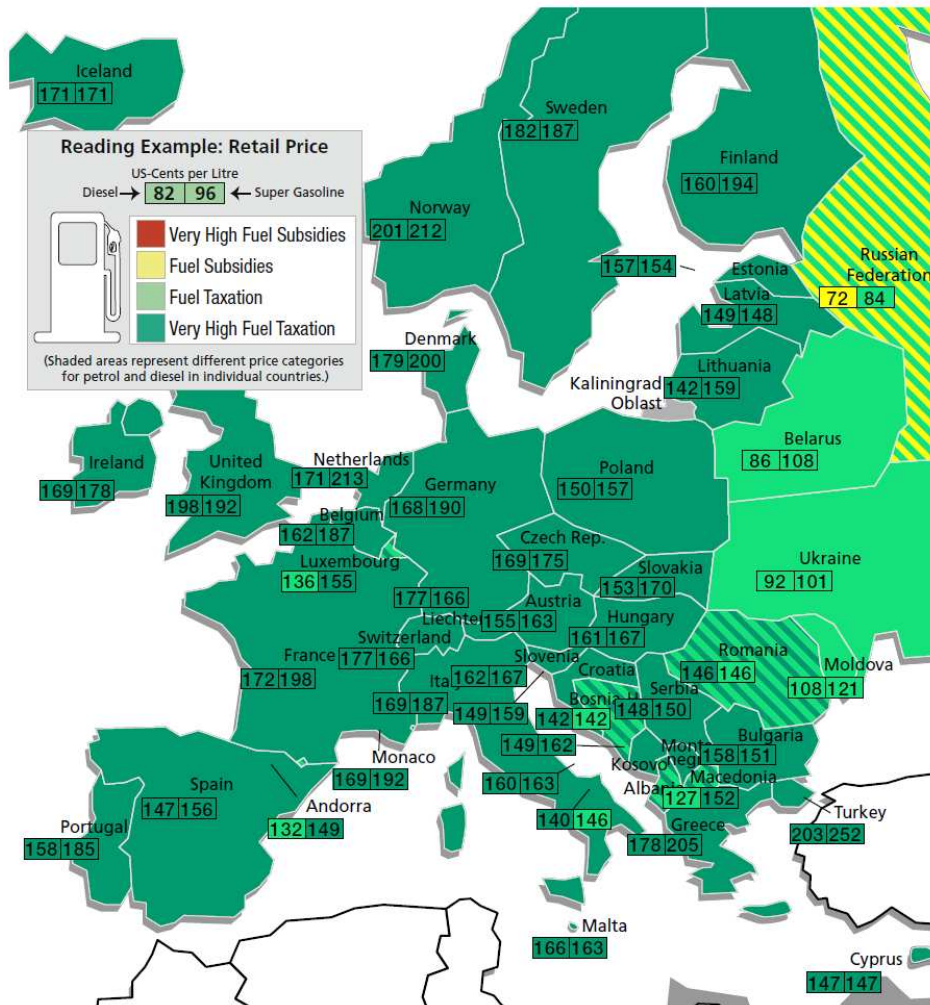 Iceland
171 171
Sweden
182 187
Reading Example: Retail Price
US-Cents per Litre
Diesel 82 96 Super Gasoline
Very High Fuel Subsidies
Fuel Subsidies
Fuel Taxation
Very High Fuel Taxation
(Shaded areas represent different price categories
for petrol and diesel in individual countries.)
Finland
160 194
Norway
201 212
157 154
Estonia
Russian
Federation
72 84
Latvia
149 148
Denmark
179 200
Lithuania
142 159
Kaliningrad
Oblast
Belarus
86 108
Ireland
169 178
United
Kingdom
198 192
Netherlands
171 213
Germany
168 190
Poland
150 157
Belgium
162 187
Czech Rep.
169 175
Luxembourg
136 155
Slovakia
153 170
Ukraine
92 101
177 166
Liechter
Austria
155 163
Hungary
161 167
Switzerland
177 166
France
172 198
Slovenia
162 167
Croatia
Romania
146 146
Moldova
108 121
169 187
149 159
Bosnia
142 142
Serbia
148 150
Bulgaria
158 151
149 162
Kosovo
Monte
negr
Monaco
169 192
160 163
Albania
Macedonia
127 152
Spain
147 156
Andorra
132 149
140 146
Greece
178 205
Turkey
203 252
Portugal
158 185
Malta
166 163
Cyprus
147 147